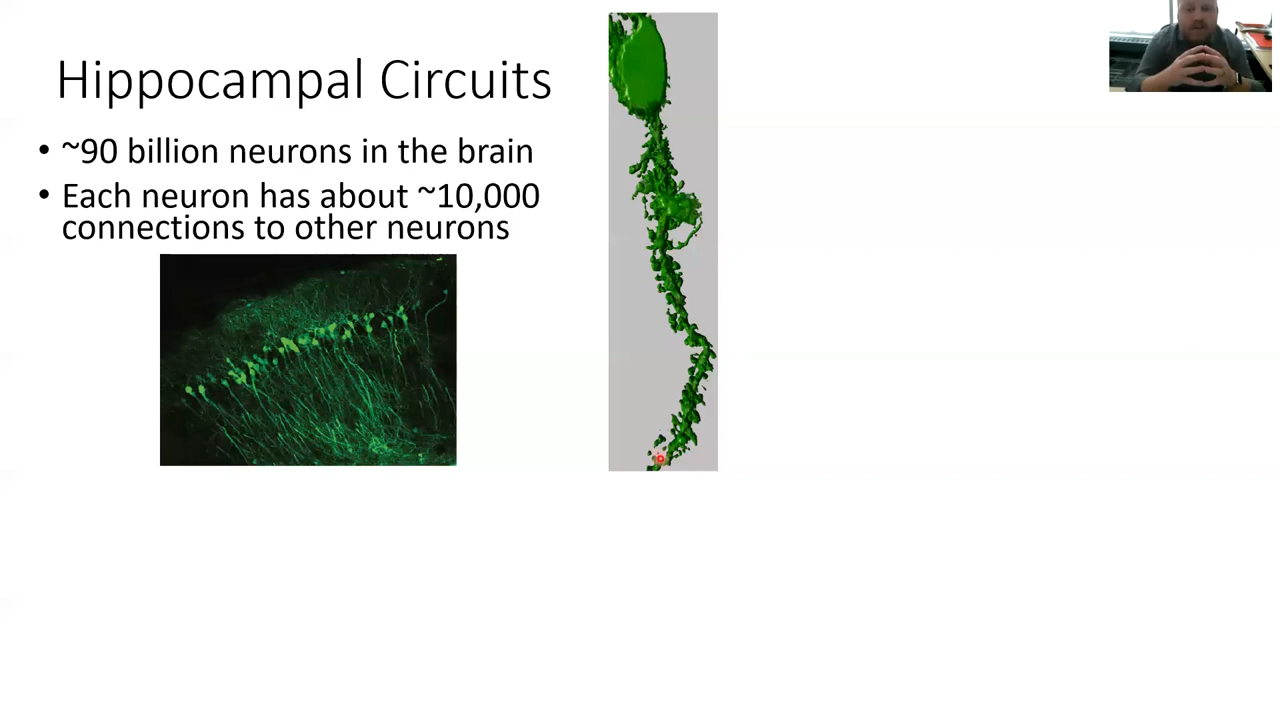 Hippocampal Circuits
• ~90 billion neurons in the brain
• Each neuron has about ~10,000
connections to other neurons